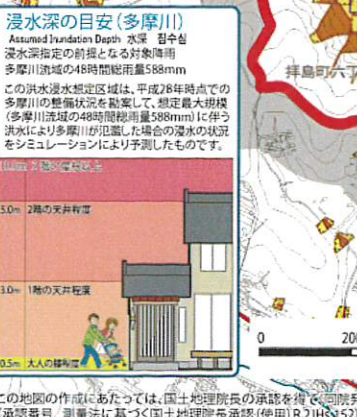 浸水深の目安（多摩川）
Assumed Inundation Depth 水深 침수심
浸水深指定の前提となる対象降雨
多摩川流域の48時間総雨量588mm
この洪水浸水想定区域は、平成28年時点での
多摩川の整備状況を勘案して、想定最大規模
（多摩川流域の48時間総雨量588mm）に伴う
洪水により多摩川が氾濫した場合の浸水の状況
をシミュレーションにより予測したものです。
拝島町六丁
5.0m 2階の天井程度
3.0m 1階の天井程度
0.5m 大人の膝程度
0 200
この地図の作成にあたっては、国土地理院長の承認を得て、同院発
承認番号 測量法に基づく国土地理院長承認（使用）